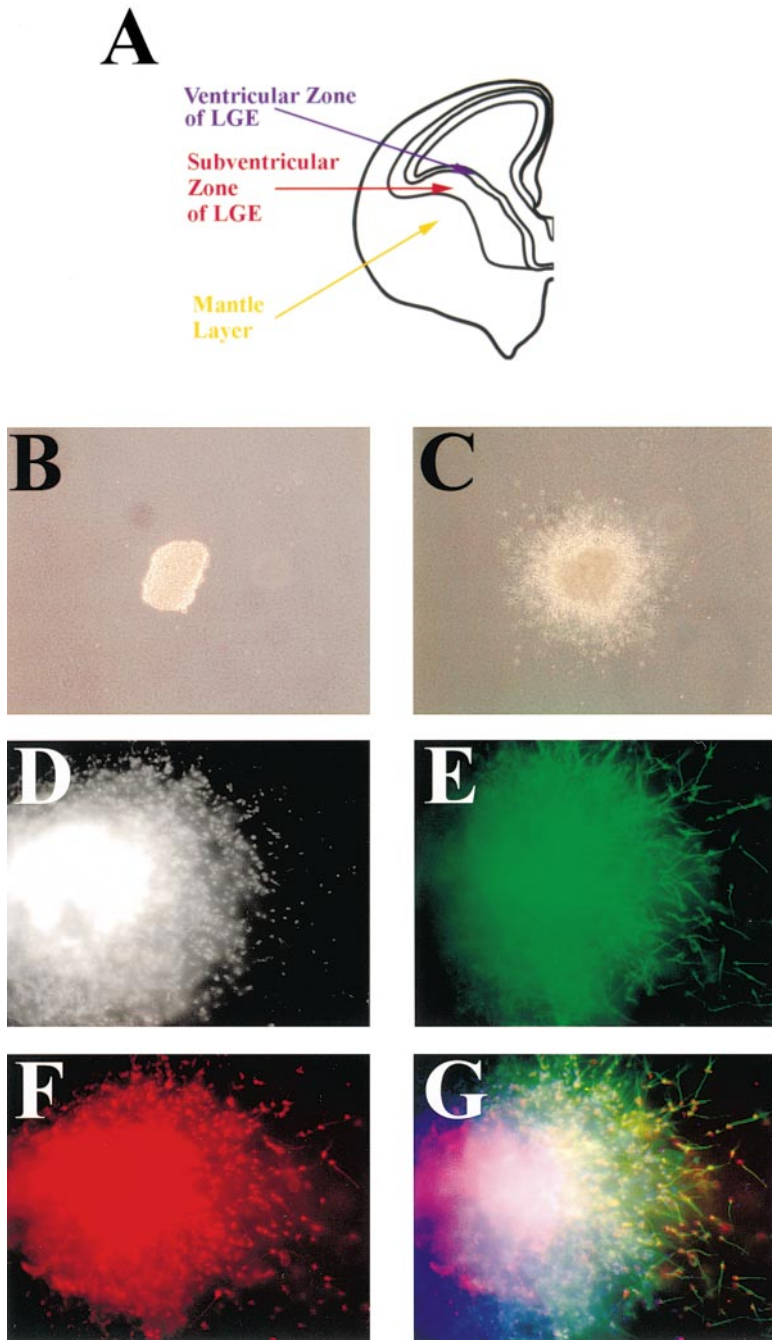 A
Ventricular Zone
of LGE
Subventricular
Zone
of LGE
Mantle
Layer
B
C
D
E
F
G